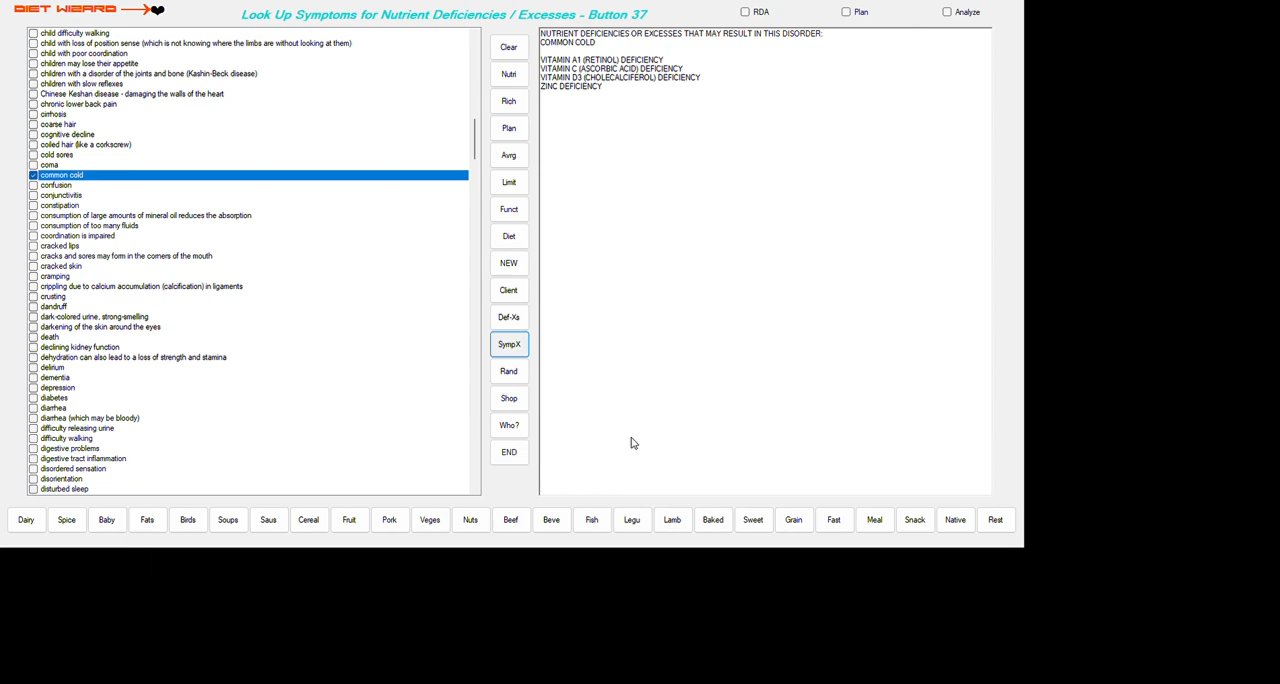 DIET WIZARD
Look Up Symptoms for Nutrient Deficiencies / Excesses - Button 37
RDA
Plan
Analyze
child difficulty walking
child with loss of position sense (which is not knowing where the limbs are without looking at them)
child with poor coordination
children may lose their appetite
children with a disorder of the joints and bone (Kashin-Beck disease)
children with slow reflexes
Chinese Keshan disease - damaging the walls of the heart
chronic lower back pain
cirrhosis
coarse hair
cognitive decline
coiled hair (like a corkscrew)
cold sores
coma
common cold
confusion
conjunctivitis
constipation
consumption of large amounts of mineral oil reduces the absorption
consumption of too many fluids
coordination is impaired
cracked lips
cracks and sores may form in the corners of the mouth
cracked skin
cramping
crippling due to calcium accumulation (calcification) in ligaments
crusting
dandruff
dark-colored urine, strong-smelling
darkening of the skin around the eyes
death
declining kidney function
dehydration can also lead to a loss of strength and stamina
delirium
dementia
depression
diabetes
diarrhea
diarrhea (which may be bloody)
difficulty releasing urine
difficulty walking
digestive problems
digestive tract inflammation
disordered sensation
disorientation
disturbed sleep
Clear
Nutri
Rich
Plan
Avrg
Limit
Funct
Diet
NEW
Client
Def-Xs
SympX
Rand
Shop
Who?
END
NUTRIENT DEFICIENCIES OR EXCESSES THAT MAY RESULT IN THIS DISORDER:
COMMON COLD
VITAMIN A1 (RETINOL) DEFICIENCY
VITAMIN C (ASCORBIC ACID) DEFICIENCY
VITAMIN D3 (CHOLECALCIFEROL) DEFICIENCY
ZINC DEFICIENCY
Dairy Spice Baby Fats Birds Soups Saus Cereal Fruit Pork Veges Nuts Beef Beve Fish Legu Lamb Baked Sweet Grain Fast Meal Snack Native Rest